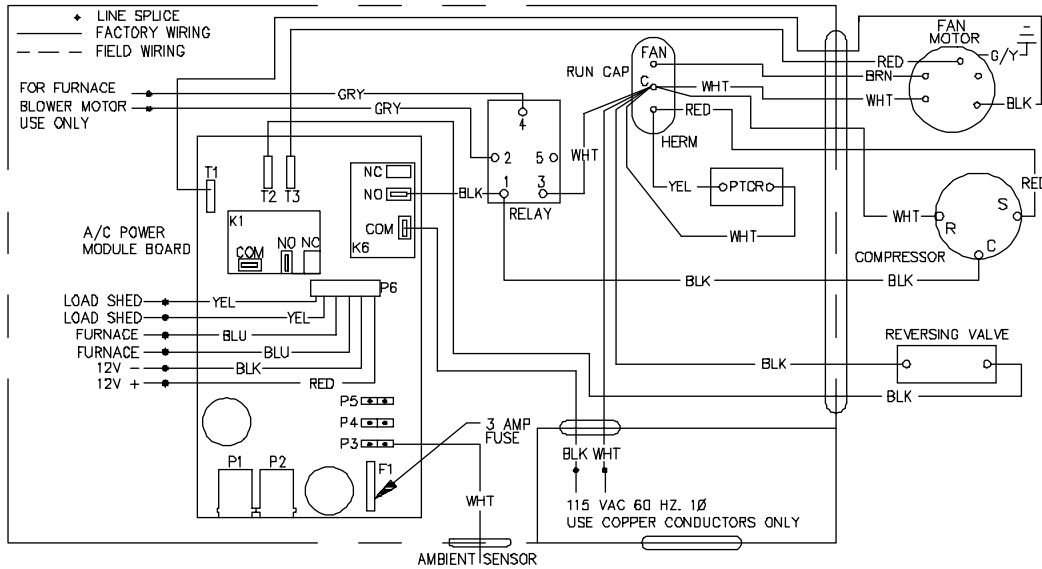 LINE SPLICE
FACTORY WIRING
FIELD WIRING
FOR FURNACE
BLOWER MOTOR
USE ONLY
GRY
GRY
RUN CAP
FAN
C
HERM
WHT
RED
FAN
MOTOR
G/Y
RED
BRN
WHT
BLK
4
2
5
1
3
RELAY
WHT
BLK
YEL
PTCR
WHT
RED
WHT
R
S
C
COMPRESSOR
BLK
BLK
T1
T2
T3
NC
NO
COM
K6
K1
COM
NO
NC
A/C POWER
MODULE BOARD
P6
LOAD SHED
YEL
LOAD SHED
YEL
FURNACE
BLU
FURNACE
BLU
12V -
BLK
12V +
RED
REVERSING VALVE
BLK
BLK
P5
P4
P3
3 AMP
FUSE
P1
P2
F1
WHT
AMBIENT SENSOR
BLK WHT
115 VAC 60 HZ. 1Ø
USE COPPER CONDUCTORS ONLY